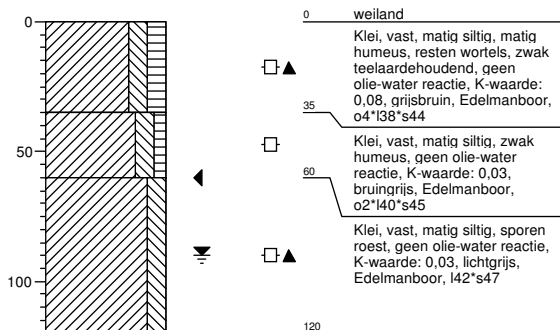 0
50
100
0
weiland
Klei, vast, matig siltig, matig
humeus, resten wortels, zwak
teelaardehoudend, geen
olie-water reactie, K-waarde:
0,08, grijsbruin, Edelmanboor,
o4*l38*s44
35
Klei, vast, matig siltig, zwak
humeus, geen olie-water
reactie, K-waarde: 0,03,
bruingrijs, Edelmanboor,
o2*l40*s45
60
Klei, vast, matig siltig, sporen
roest, geen olie-water reactie,
K-waarde: 0,03, lichtgrijs,
Edelmanboor, l42*s47
120